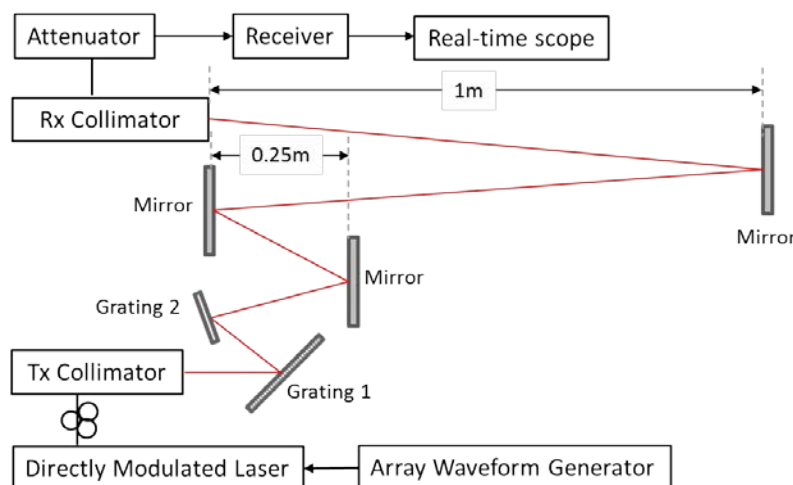 Attenuator
Receiver
Real-time scope
Rx Collimator
1m
0.25m
Mirror
Mirror
Mirror
Grating 2
Tx Collimator
Grating 1
Directly Modulated Laser
Array Waveform Generator